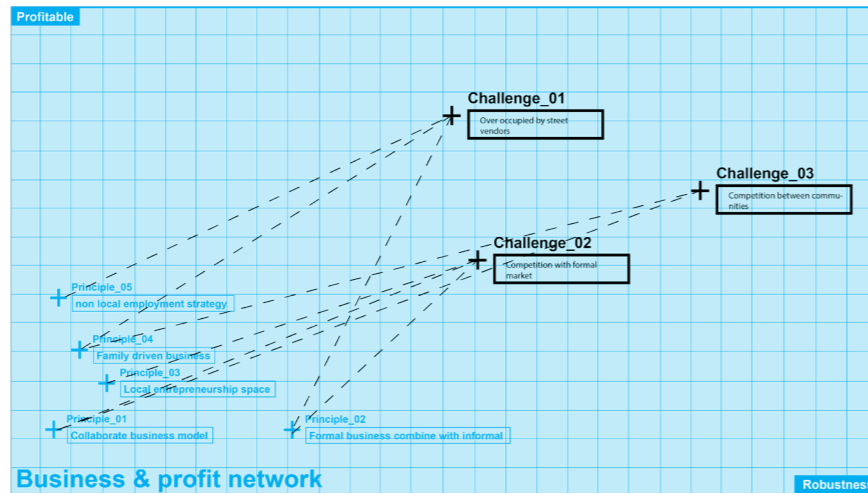 Profitable
Challenge_01
Over occupied by street
vendors
Challenge_03
Competition between commu-
nities
Challenge_02
Competition with formal
market
Principle_05
non local employment strategy
Principle_04
Family driven business
Principle_03
Local entrepreneurship space
Principle_01
Collaborate business model
Principle_02
Formal business combine with informal
Business & profit network
Robustness